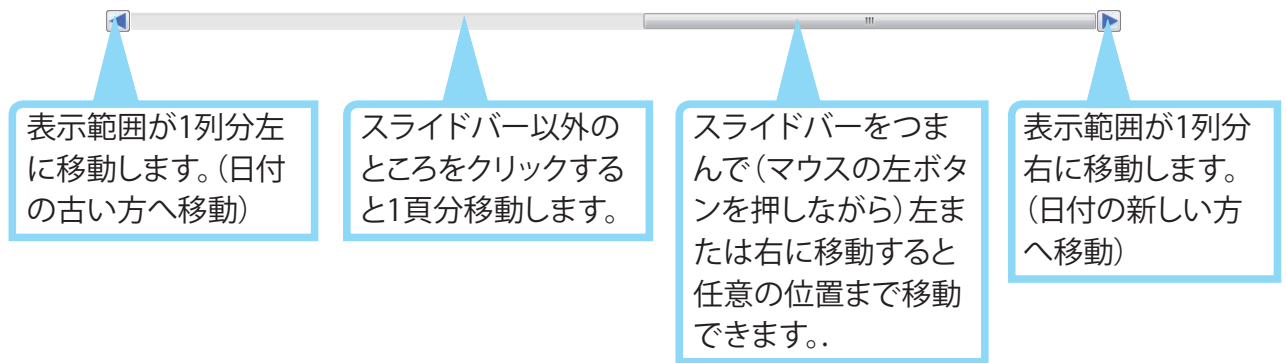 表示範囲が1列分左
に移動します。（日付
の古い方へ移動）
スライドバー以外の
ところをクリックする
と1頁分移動します。
スライドバーをつま
んで（マウスの左ボタ
ンを押しながら）左ま
たは右に移動すると
任意の位置まで移動
できます。.
表示範囲が1列分
右に移動します。
（日付の新しい方
へ移動）